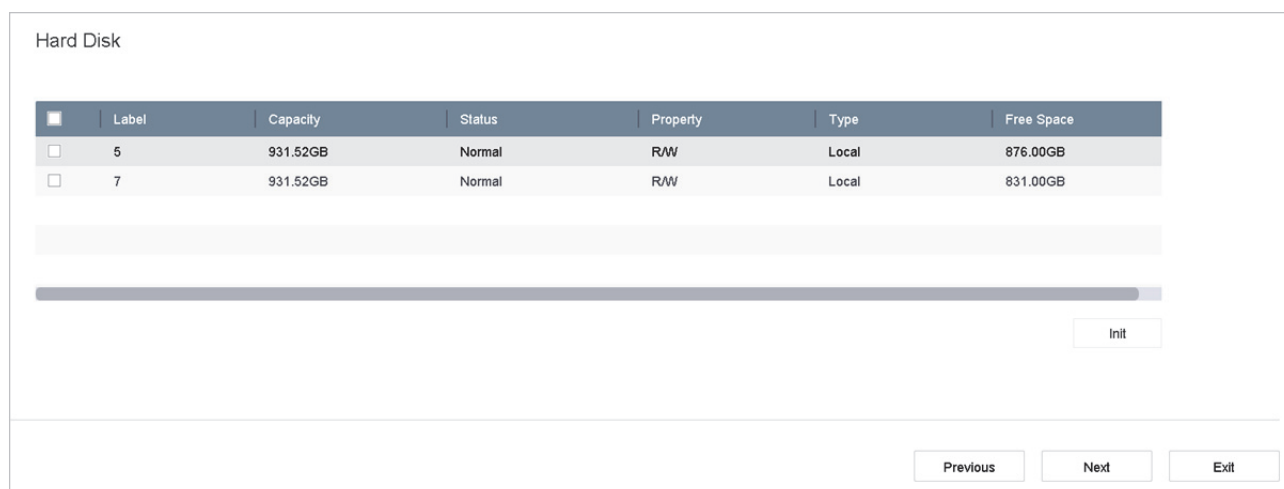 Hard Disk
Label Capacity Status Property Type Free Space
5 931.52GB Normal R/W Local 876.00GB
7 931.52GB Normal R/W Local 831.00GB
Init
Previous Next Exit